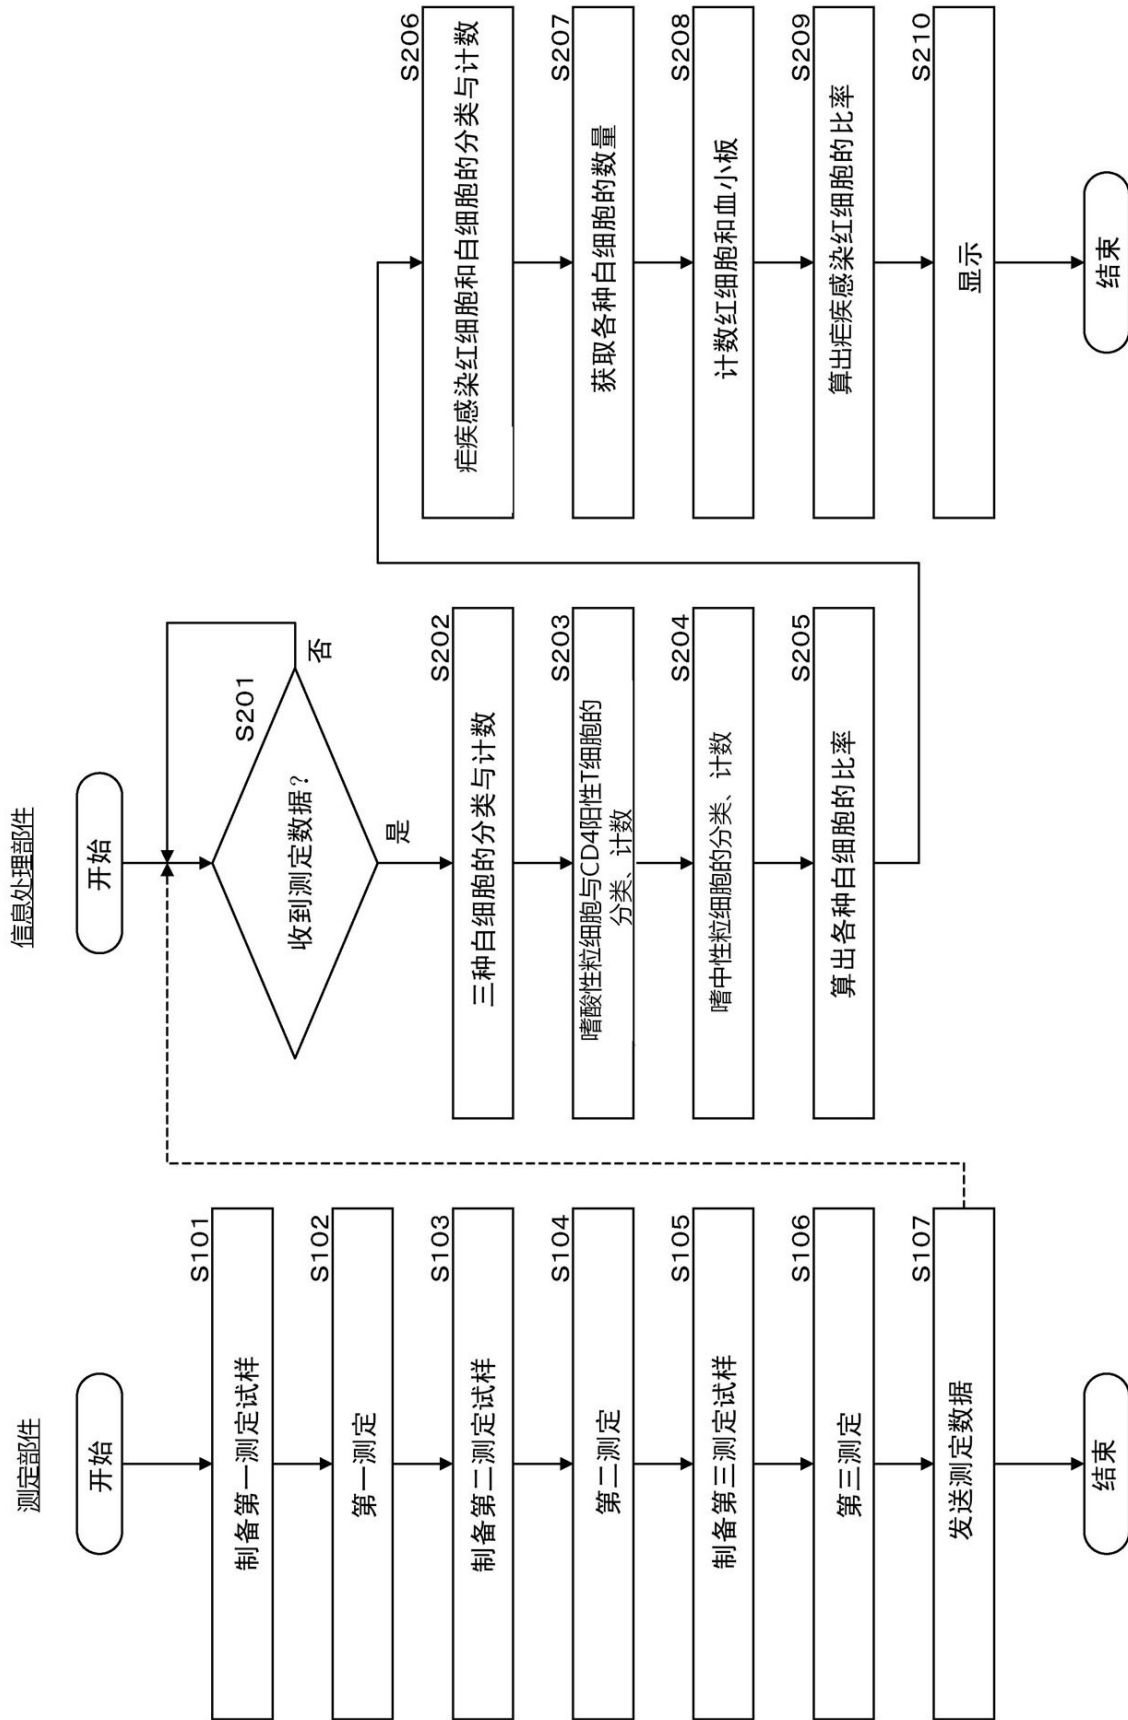 测定部件
开始
S101
制备第一测定试样
S102
第一测定
S103
制备第二测定试样
S104
第二测定
S105
制备第三测定试样
S106
第三测定
S107
发送测定数据
结束
信息处理部件
开始
S201
收到测定数据？
否
是
S202
三种白细胞的分类与计数
S203
嗜酸性粒细胞与CD4阳性T细胞的
分类、计数
S204
嗜中性粒细胞的分类、计数
S205
算出各种白细胞的比率
S206
疟疾感染红细胞和白细胞的分类与计数
S207
获取各种白细胞的数量
S208
计数红细胞和血小板
S209
算出疟疾感染红细胞的比率
S210
显示
结束